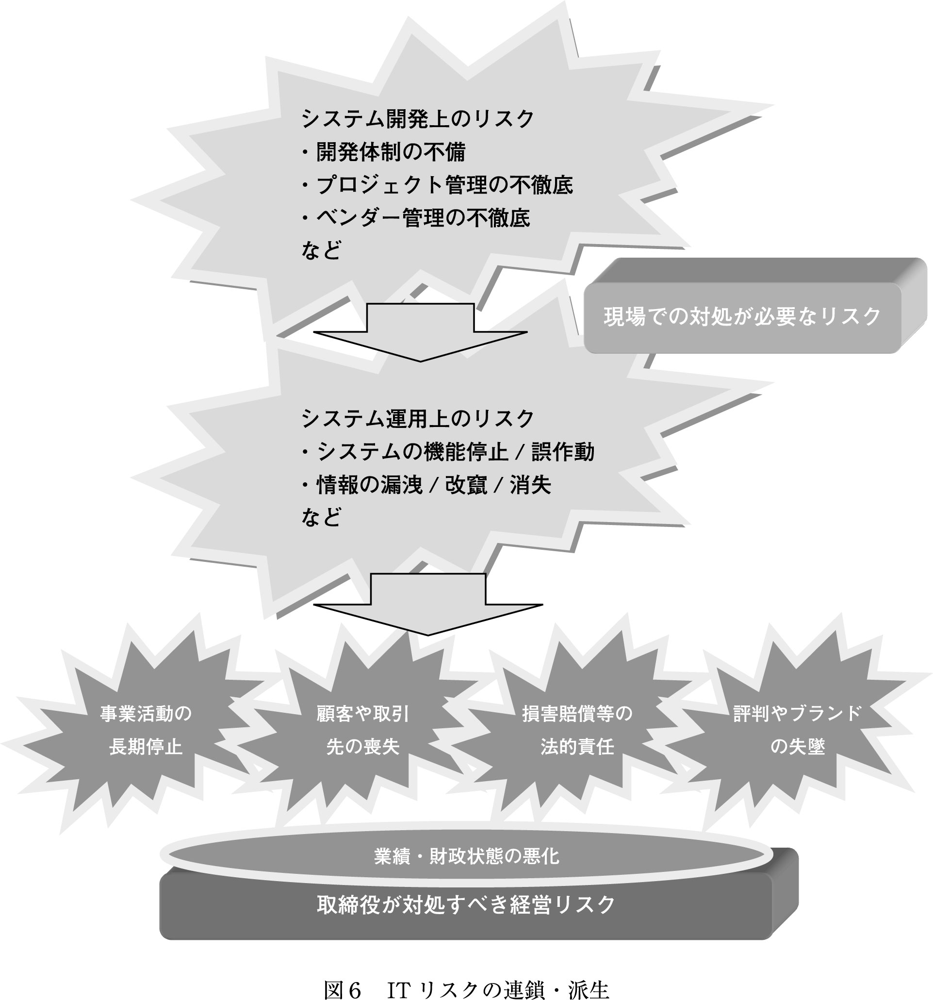 システム開発上のリスク
・開発体制の不備
・プロジェクト管理の不徹底
・ベンダー管理の不徹底
など
現場での対処が必要なリスク
システム運用上のリスク
・システムの機能停止 / 誤作動
・情報の漏洩 / 改竄 / 消失
など
事業活動の
長期停止
顧客や取引
先の喪失
損害賠償等の
法的責任
評判やブランド
の失墜
業績・財政状態の悪化
取締役が対処すべき経営リスク
図６　IT リスクの連鎖・派生